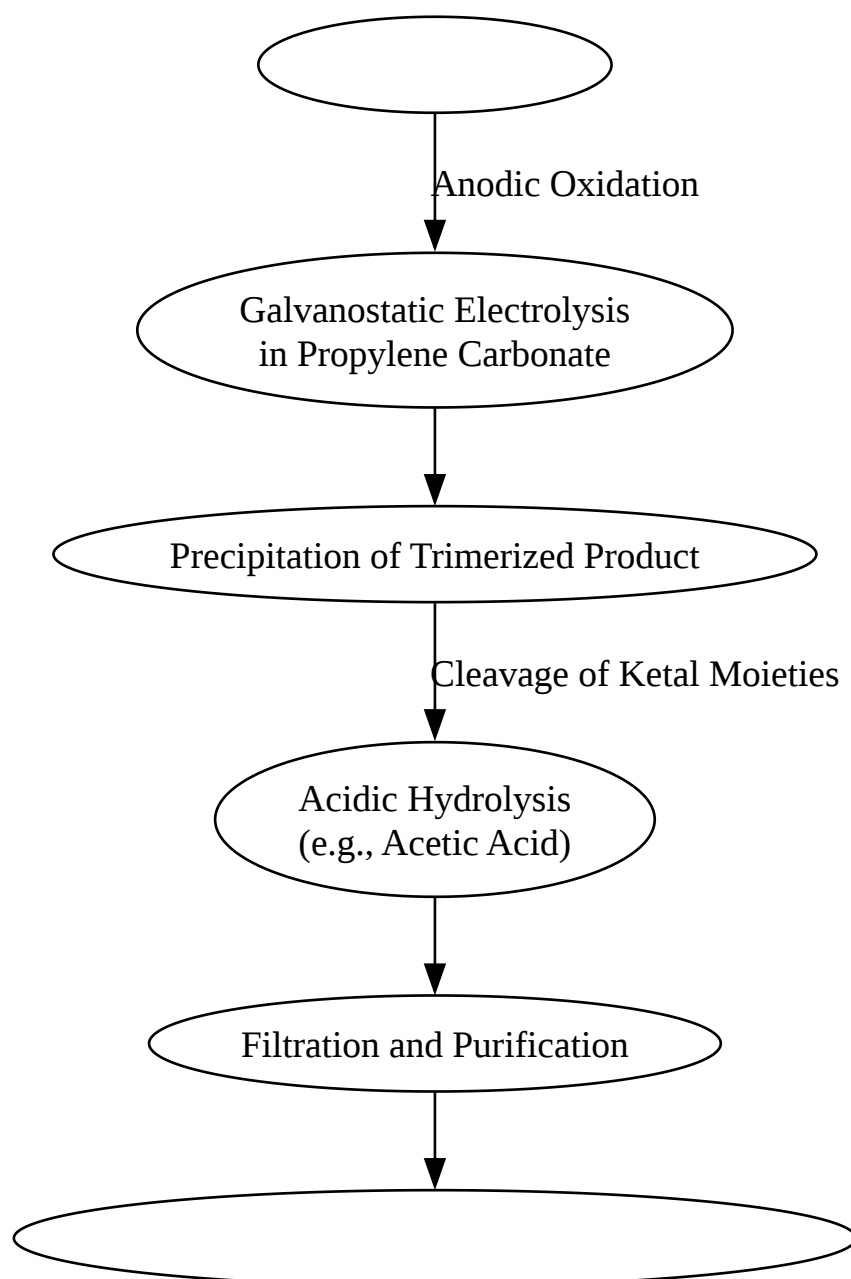 Anodic Oxidation
Galvanostatic Electrolysis
in Propylene Carbonate
Precipitation of Trimerized Product
Cleavage of Ketal Moieties
Acidic Hydrolysis
(e.g., Acetic Acid)
Filtration and Purification